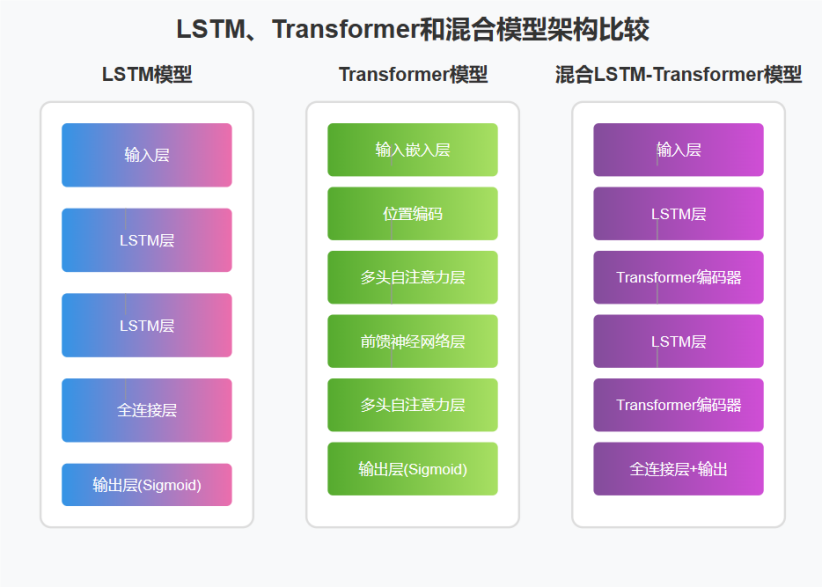 LSTM、Transformer和混合模型架构比较
LSTM模型
输入层
LSTM层
LSTM层
全连接层
输出层(Sigmoid)
Transformer模型
输入嵌入层
位置编码
多头自注意力层
前馈神经网络层
多头自注意力层
输出层(Sigmoid)
混合LSTM-Transformer模型
输入层
LSTM层
Transformer编码器
LSTM层
Transformer编码器
全连接层+输出